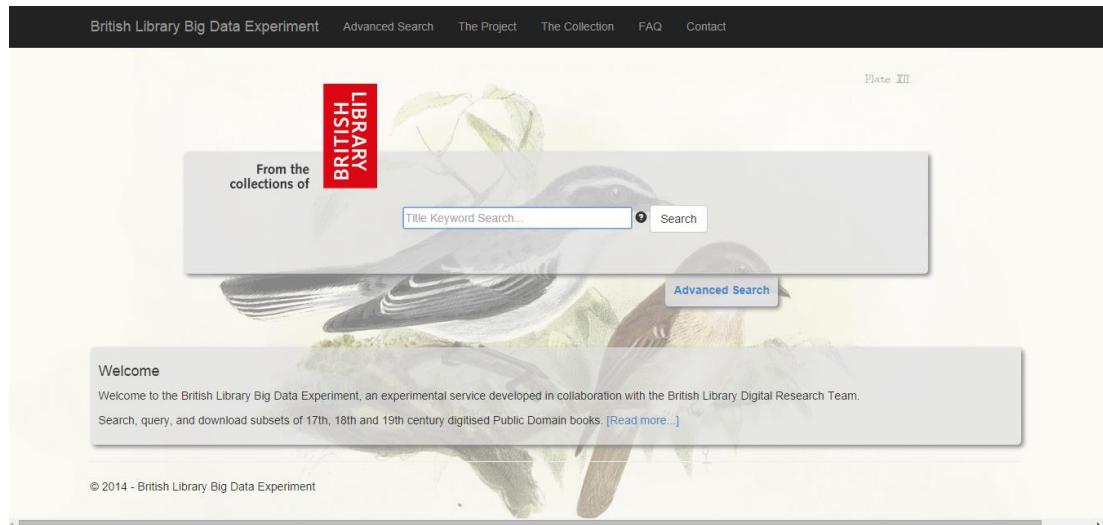 British Library Big Data Experiment Advanced Search The Project The Collection FAQ Contact
Plate XII
From the
collections of
BRITISH
LIBRARY
Title Keyword Search...
? Search
Advanced Search
Welcome
Welcome to the British Library Big Data Experiment, an experimental service developed in collaboration with the British Library Digital Research Team.
Search, query, and download subsets of 17th, 18th and 19th century digitised Public Domain books. [Read more...]
© 2014 - British Library Big Data Experiment